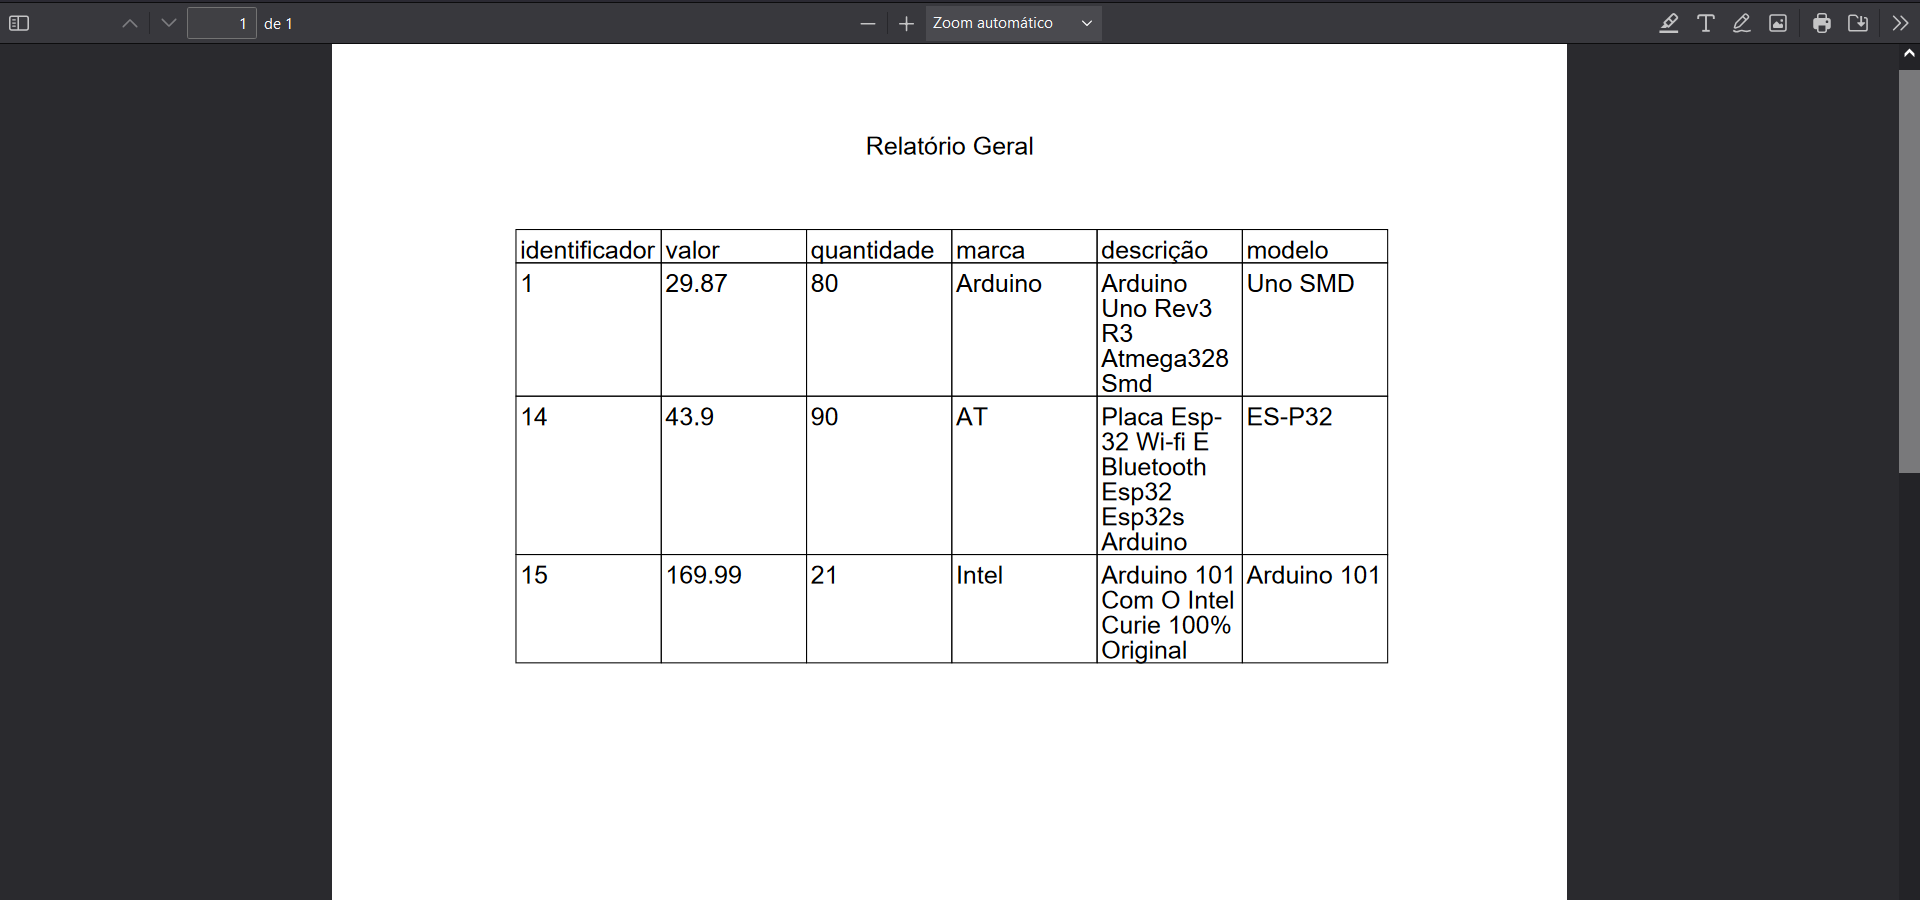 1 de 1 Zoom automático
Relatório Geral
identificador valor quantidade marca descrição modelo
1 29.87 80 Arduino Arduino Uno SMD
Uno Rev3
R3
Atmega328
Smd
14 43.9 90 AT Placa Esp- ES-P32
32 Wi-fi E
Bluetooth
Esp32
Esp32s
Arduino
15 169.99 21 Intel Arduino 101 Arduino 101
Com O Intel
Curie 100%
Original